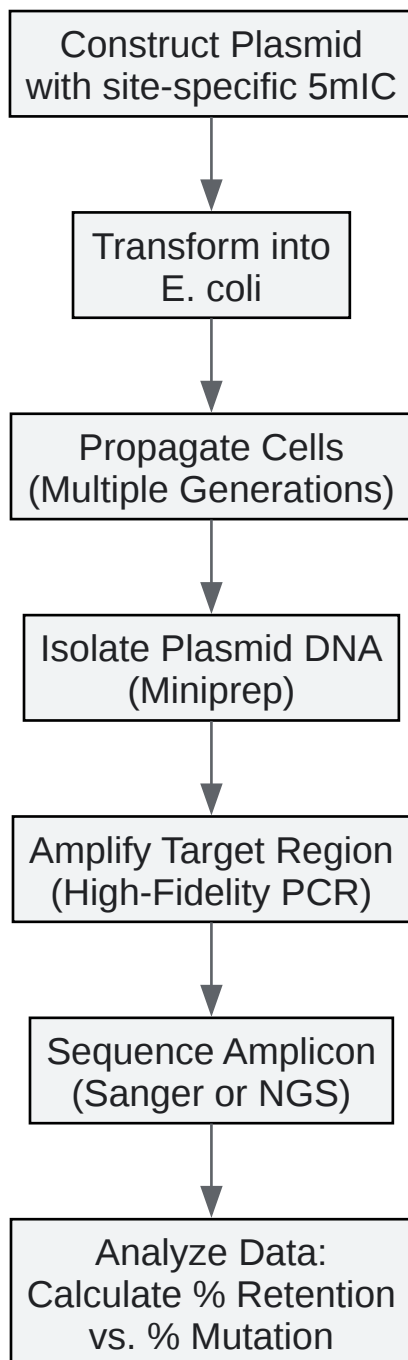 Construct Plasmid
with site-specific 5mIC
Transform into
E. coli
Propagate Cells
(Multiple Generations)
Isolate Plasmid DNA
(Miniprep)
Amplify Target Region
(High-Fidelity PCR)
Sequence Amplicon
(Sanger or NGS)
Analyze Data:
Calculate % Retention
vs. % Mutation